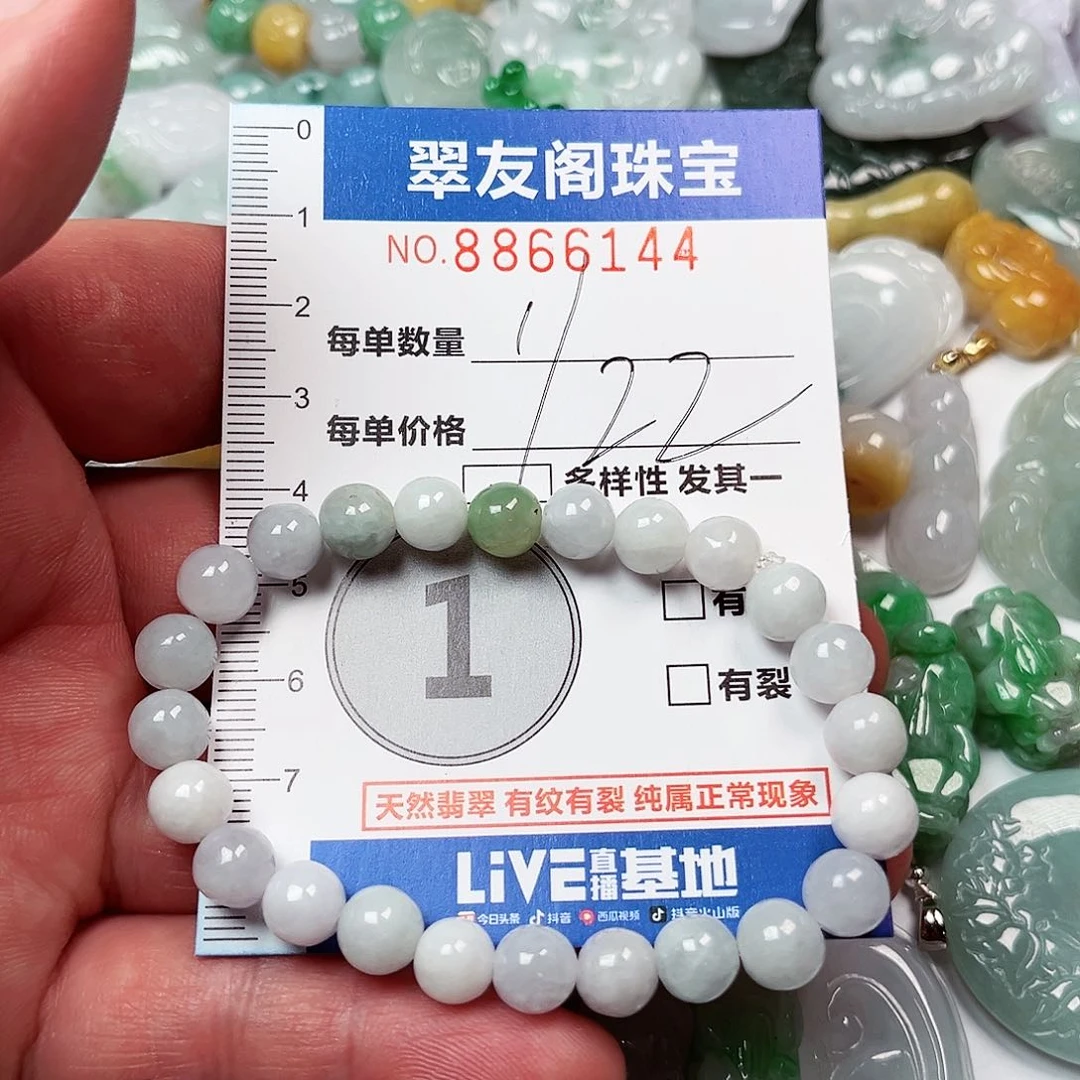 翠友阁珠宝
NO.8866144
每单数量 1
每单价格 122
多样性 发其一
1
有
有裂
天然翡翠 有纹有裂 纯属正常现象
LiVE直播基地
今日头条 抖音 西瓜视频 抖音火山版
0
1
2
3
4
5
6
7